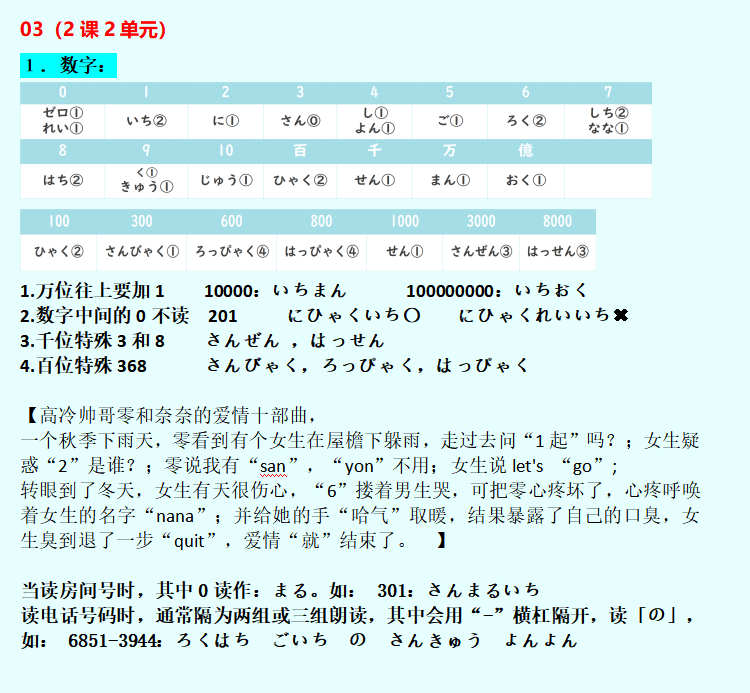 03（2 课 2 单元）
1．数字：
0 1 2 3 4 5 6 7
ゼロ① れい① いち② に① さん⓪ し① よん① ご① ろく② しち② なな①
8 9 10 百 千 万 億
はち② く① きゅう① じゅう① ひゃく② せん① まん① おく①
100 300 600 800 1000 3000 8000
ひゃく② さんびゃく① ろっぴゃく④ はっぴゃく④ せん① さんぜん③ はっせん③
1.万位往上要加 1 10000：いちまん 100000000：いちおく
2.数字中间的 0 不读 201 にひゃくいち〇 にひゃくれいいち✖
3.千位特殊 3 和 8 さんぜん ，はっせん
4.百位特殊 368 さんびゃく，ろっぴゃく，はっぴゃく
【高冷帅哥零和奈奈的爱情十部曲，
一个秋季下雨天，零看到有个女生在屋檐下躲雨，走过去问“1 起”吗？；女生疑
惑“2”是谁？；零说我有“san”，“yon”不用；女生说 let's “go”；
转眼到了冬天，女生有天很伤心，“6”搂着男生哭，可把零心疼坏了，心疼呼唤
着女生的名字“nana”；并给她的手“哈气”取暖，结果暴露了自己的口臭，女
生臭到退了一步“quit”，爱情“就”结束了。 】
当读房间号时，其中 0 读作：まる。如： 301：さんまるいち
读电话号码时，通常隔为两组或三组朗读，其中会用“-”横杠隔开，读「の」，
如： 6851-3944：ろくはち ごいち の さんきゅう よんよん